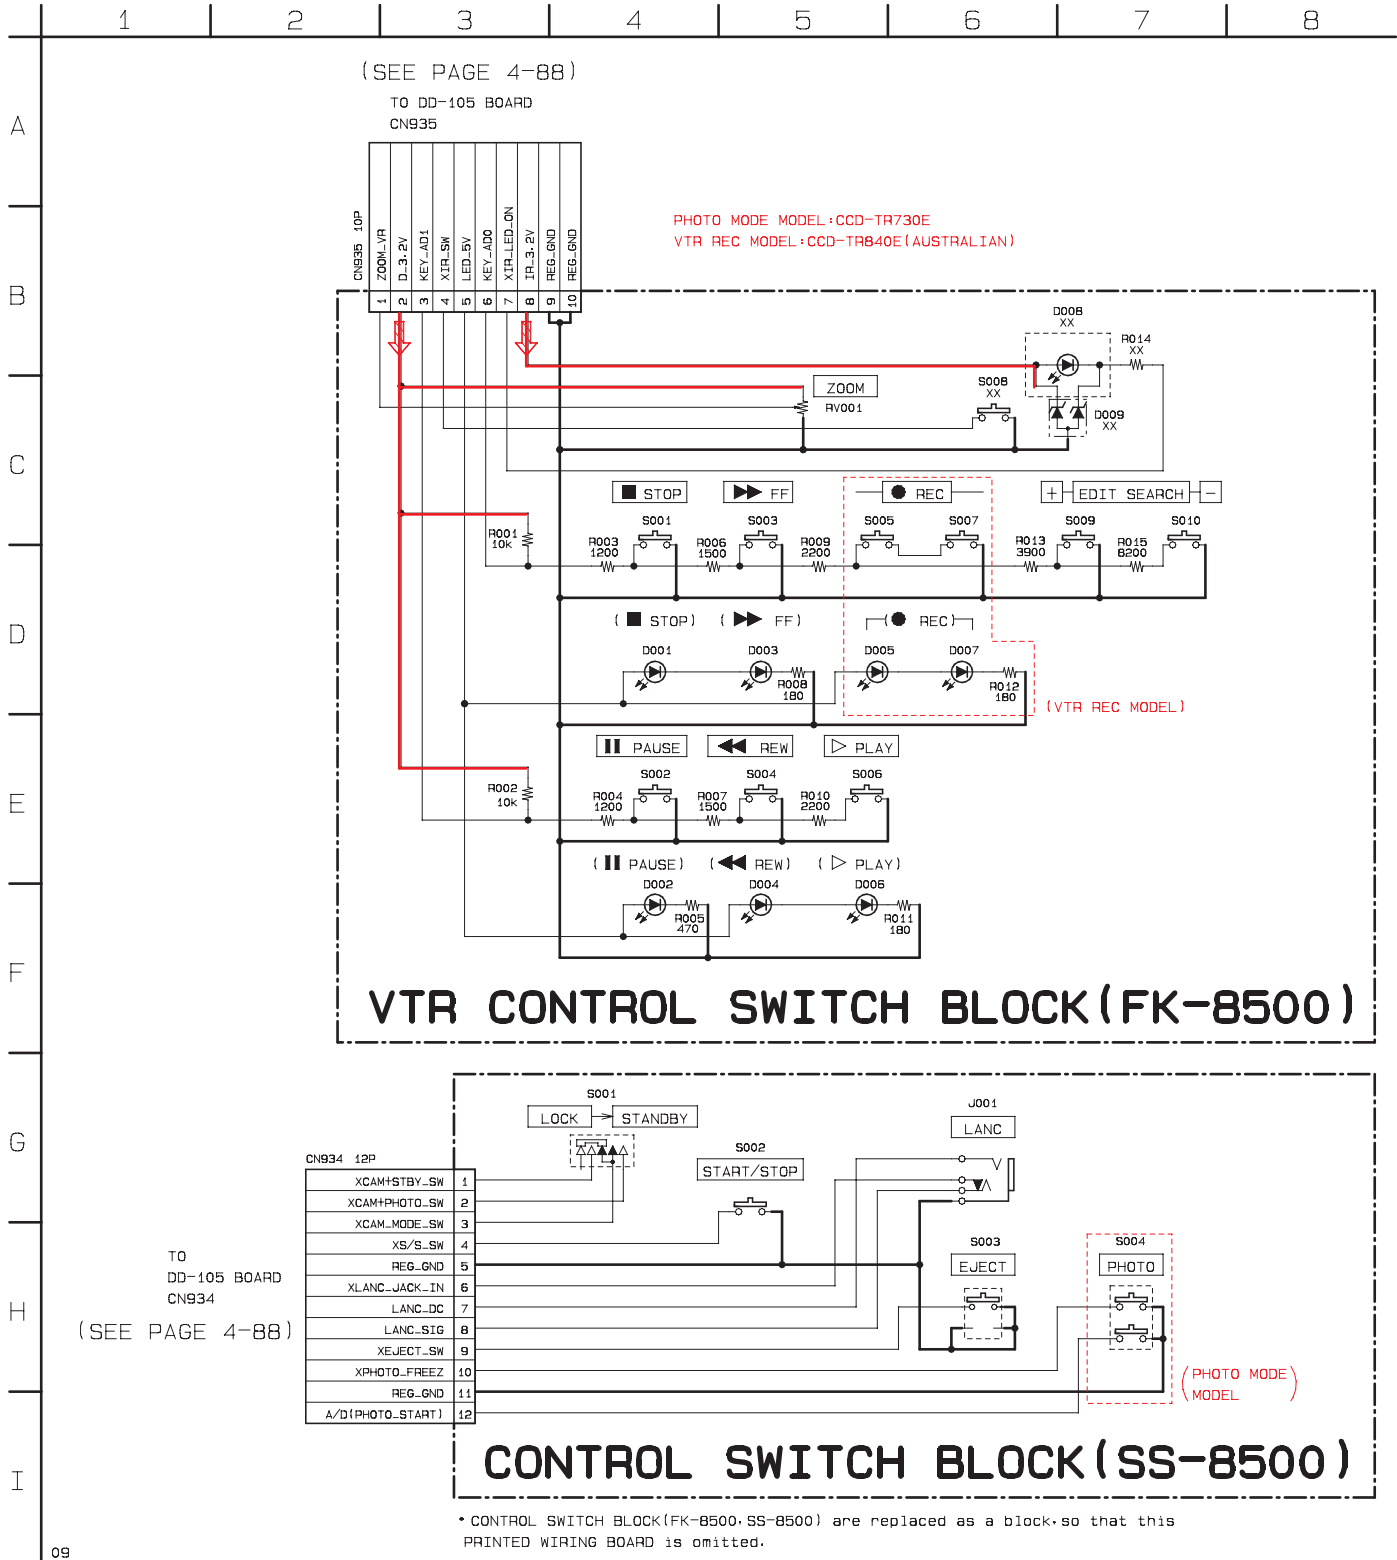 1 2 3 4 5 6 7 8
(SEE PAGE 4-88)
TO DD-105 BOARD
CN935
A
CN935 10P
ZOOM_VR
D_3.2V
KEY_AD1
XIR_SW
LED_5V
KEY_AD0
XIR_LED_ON
IR_3.2V
REG_GND
REG_GND
1 2 3 4 5 6 7 8 9 10
PHOTO MODE MODEL:CCD-TR730E
VTR REC MODEL:CCD-TR840E(AUSTRALIAN)
B
D008
XX
R014
XX
ZOOM
RV001
S008
XX
D009
XX
C
STOP
FF
REC
+ EDIT SEARCH -
R001
10k
R003
1200
S001
R006
1500
S003
R009
2200
S005
S007
R013
3900
S009
R015
8200
S010
D
( STOP)
( FF)
( REC)
D001
D003
R008
180
D005
D007
R012
180
(VTR REC MODEL)
PAUSE
REW
PLAY
E
R002
10k
R004
1200
S002
R007
1500
S004
R010
2200
S006
( PAUSE)
( REW)
( PLAY)
D002
R005
470
D004
D006
R011
180
F
VTR CONTROL SWITCH BLOCK(FK-8500)
G
S001
LOCK
STANDBY
S002
START/STOP
J001
LANC
CN934 12P
XCAM+STBY_SW 1
XCAM+PHOTO_SW 2
XCAM_MODE_SW 3
XS/S_SW 4
REG_GND 5
XLANC_JACK_IN 6
LANC_DC 7
LANC_SIG 8
XEJECT_SW 9
XPHOTO_FREEZ 10
REG_GND 11
A/D(PHOTO_START) 12
H
TO
DD-105 BOARD
CN934
(SEE PAGE 4-88)
S003
EJECT
S004
PHOTO
(PHOTO MODE
MODEL)
I
CONTROL SWITCH BLOCK(SS-8500)
* CONTROL SWITCH BLOCK(FK-8500,SS-8500) are replaced as a block,so that this
PRINTED WIRING BOARD is omitted.
09